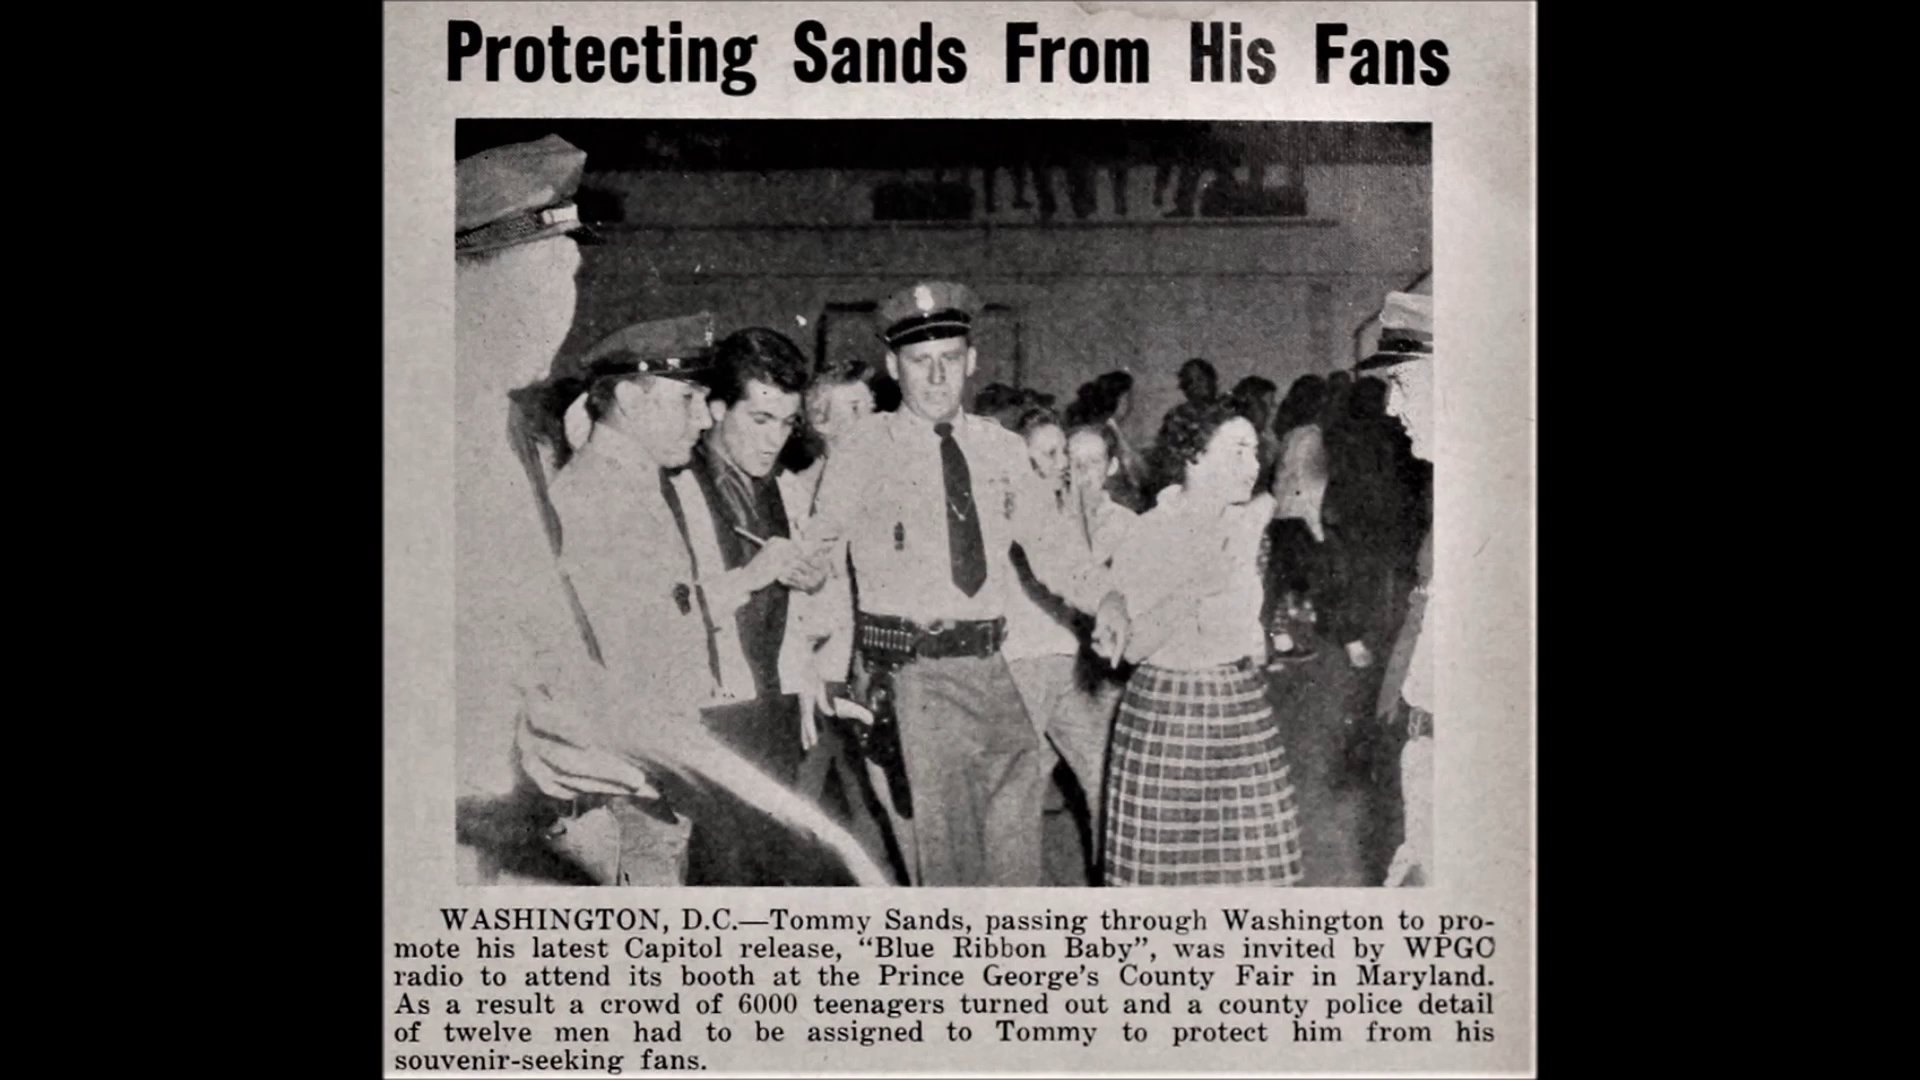 Protecting Sands From His Fans
WASHINGTON, D.C.—Tommy Sands, passing through Washington to pro-
mote his latest Capitol release, “Blue Ribbon Baby”, was invited by WPGC
radio to attend its booth at the Prince George’s County Fair in Maryland.
As a result a crowd of 6000 teenagers turned out and a county police detail
of twelve men had to be assigned to Tommy to protect him from his
souvenir-seeking fans.